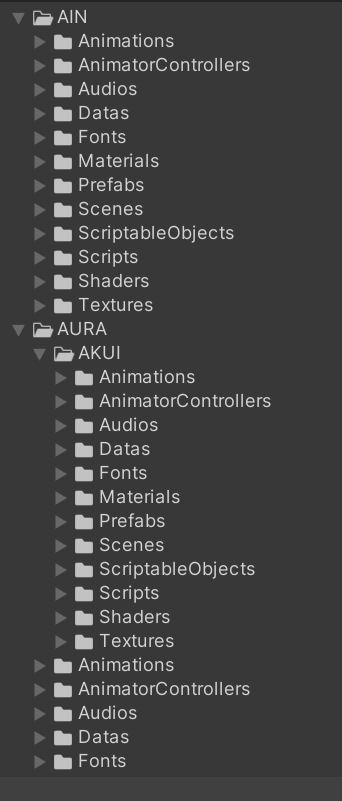 AIN
Animations
AnimatorControllers
Audios
Datas
Fonts
Materials
Prefabs
Scenes
ScriptableObjects
Scripts
Shaders
Textures
AURA
AKUI
Animations
AnimatorControllers
Audios
Datas
Fonts
Materials
Prefabs
Scenes
ScriptableObjects
Scripts
Shaders
Textures
Animations
AnimatorControllers
Audios
Datas
Fonts